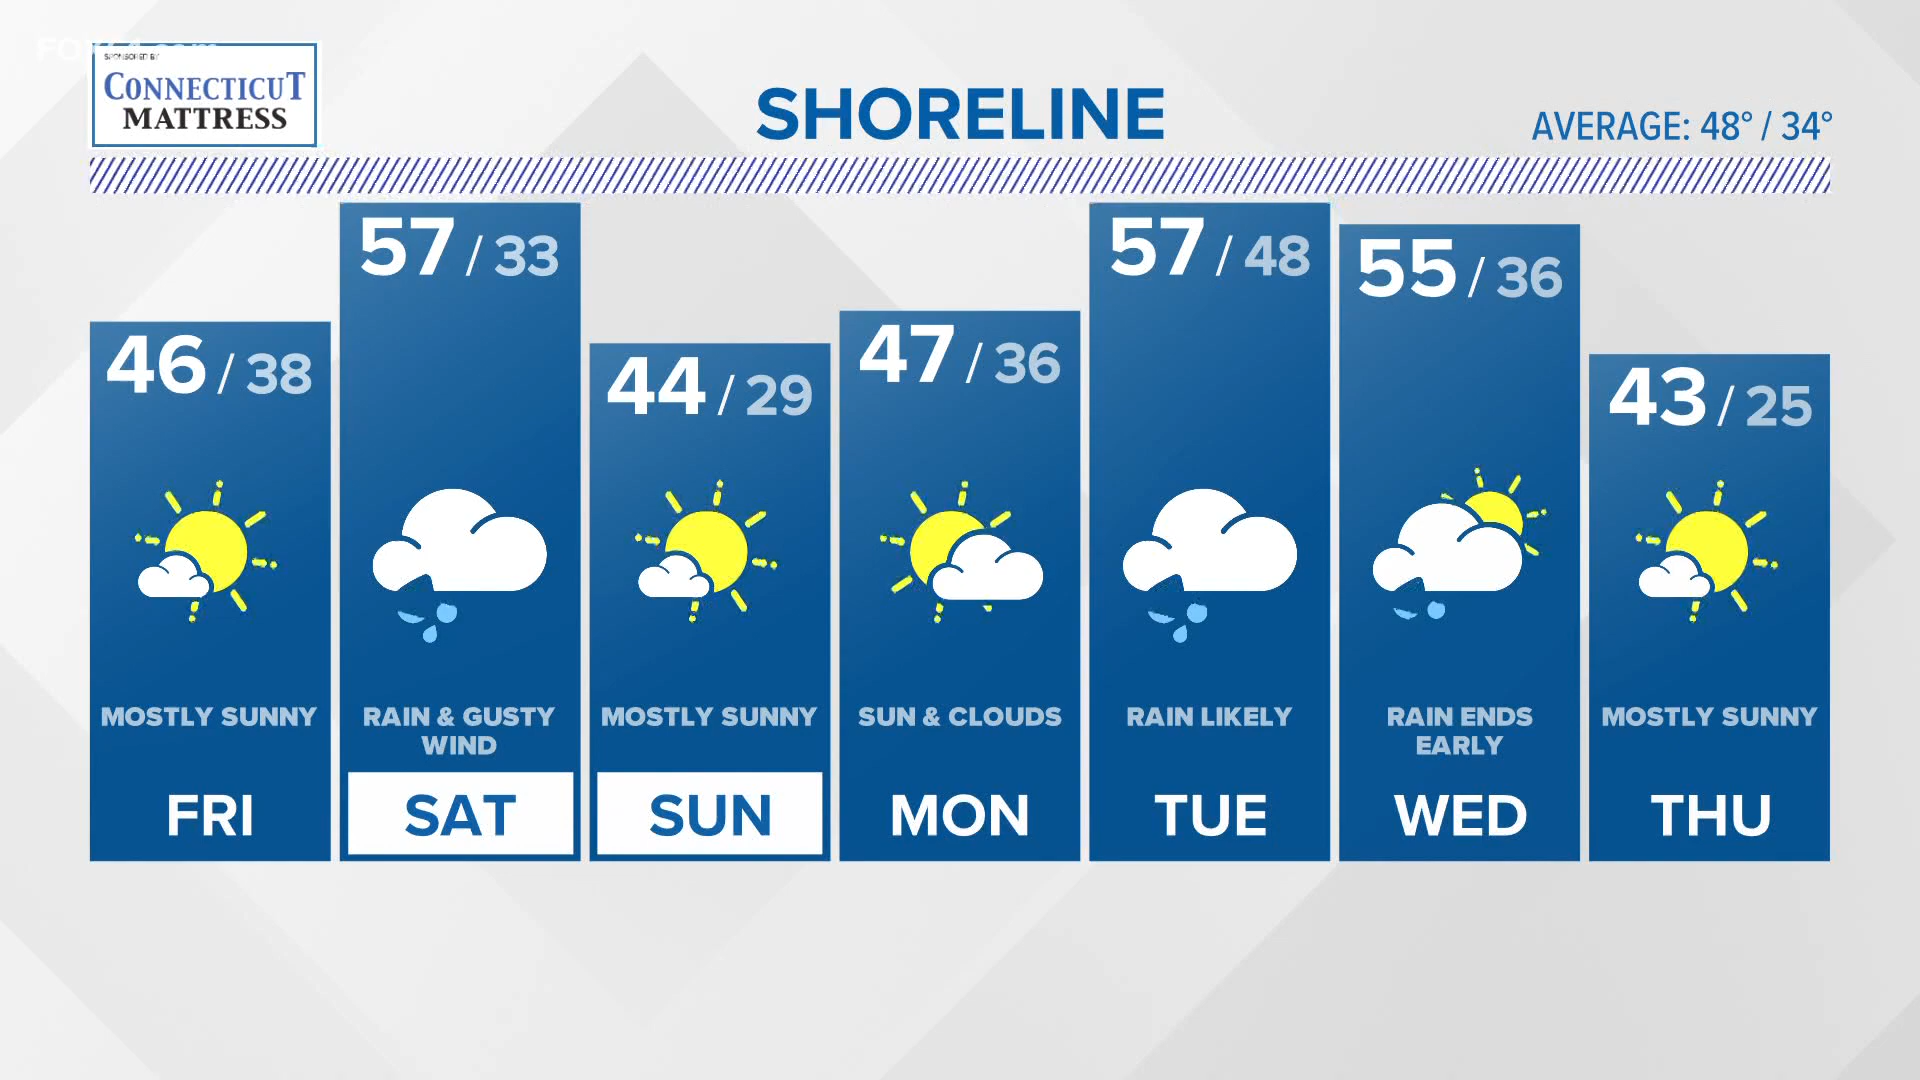 SPONSORED BY
CONNECTICUT
MATTRESS
SHORELINE
AVERAGE: 48° / 34°
46 / 38
MOSTLY SUNNY
FRI
57 / 33
RAIN & GUSTY
WIND
SAT
44 / 29
MOSTLY SUNNY
SUN
47 / 36
SUN & CLOUDS
MON
57 / 48
RAIN LIKELY
TUE
55 / 36
RAIN ENDS
EARLY
WED
43 / 25
MOSTLY SUNNY
THU